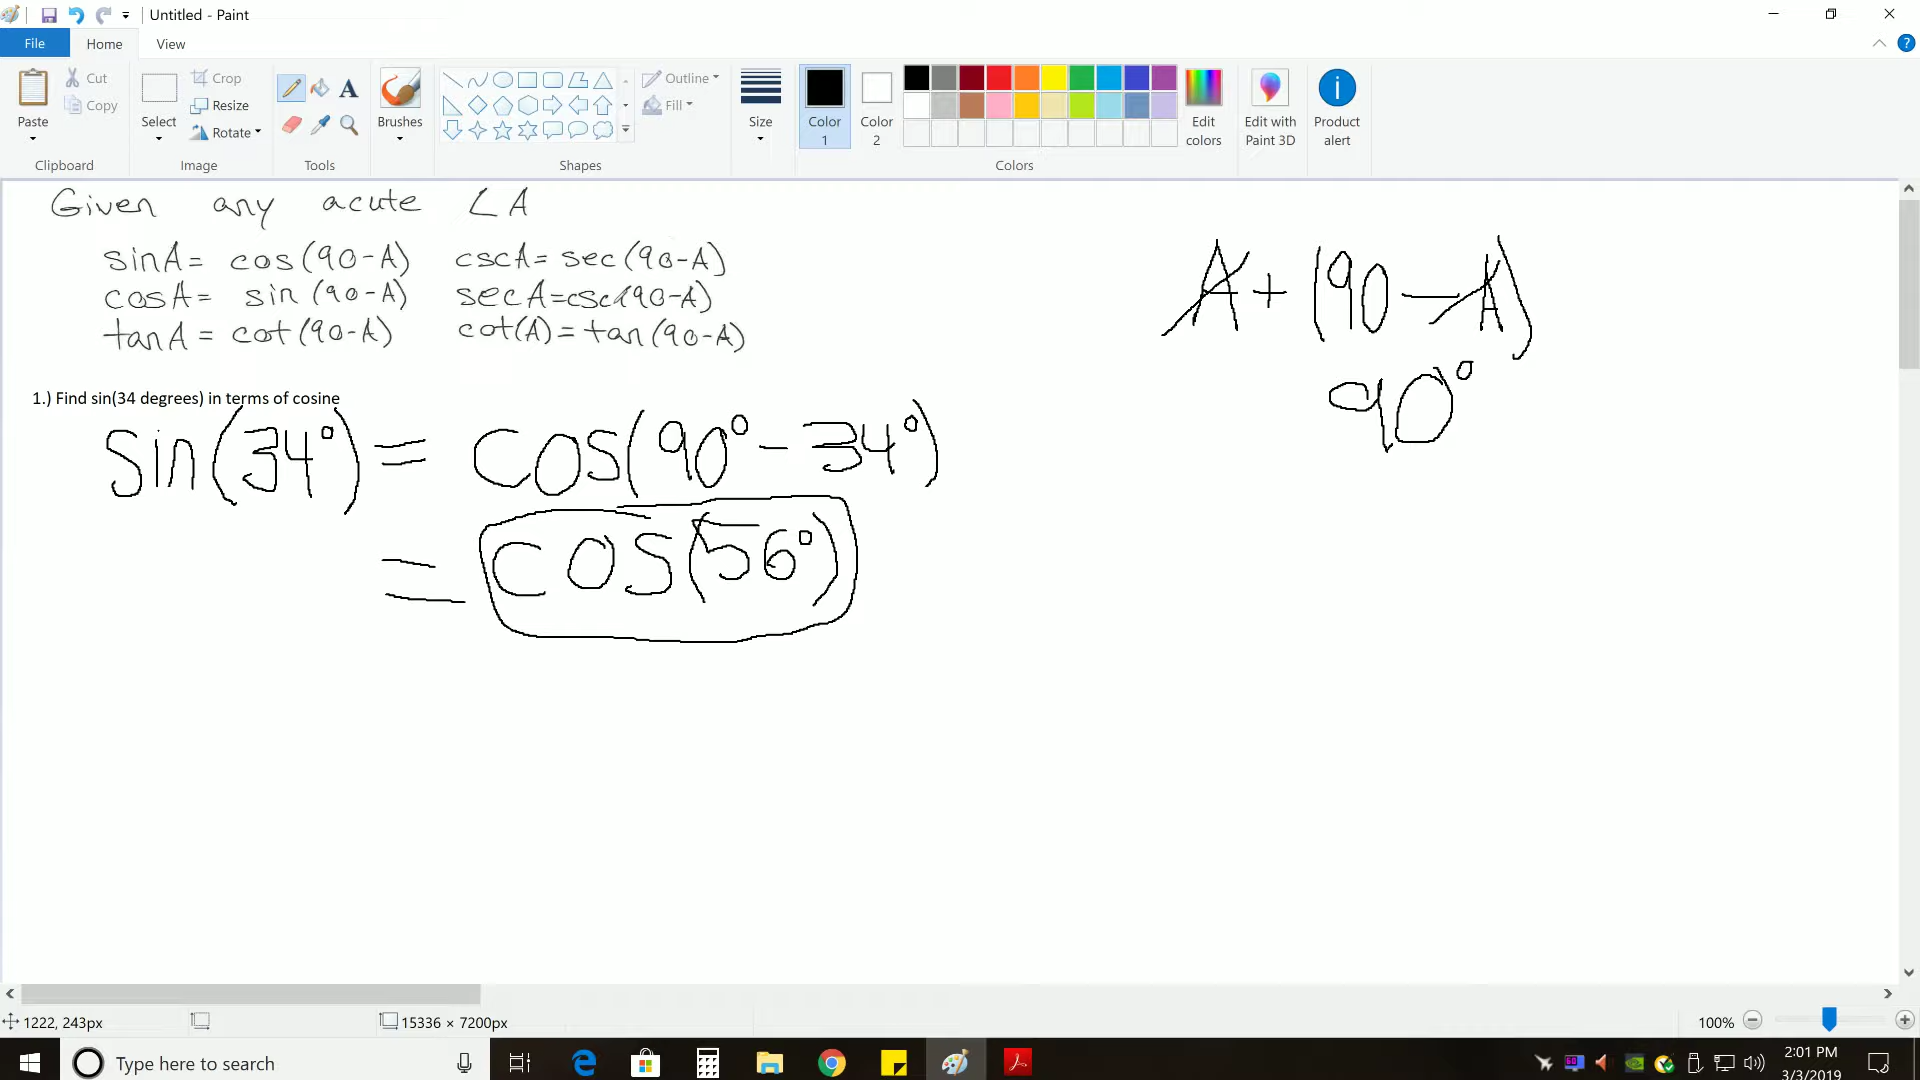 Untitled - Paint
File Home View
Paste Cut Copy Clipboard
Select Crop Resize Rotate Image
Tools
Brushes
Outline Fill Shapes
Size
Color 1 Color 2 Edit colors Colors
Edit with Paint 3D Product alert
Given any acute ∠A
sinA= cos(90-A) cscA= sec(90-A)
cosA= sin(90-A) secA=csc(90-A)
tanA= cot(90-A) cot(A)=tan(90-A)
A+(90-A)
90°
1.) Find sin(34 degrees) in terms of cosine
sin(34°)= cos(90°-34°)
= cos(56°)
1222, 243px 15336 × 7200px 100%
Type here to search 2:01 PM
3/3/2019